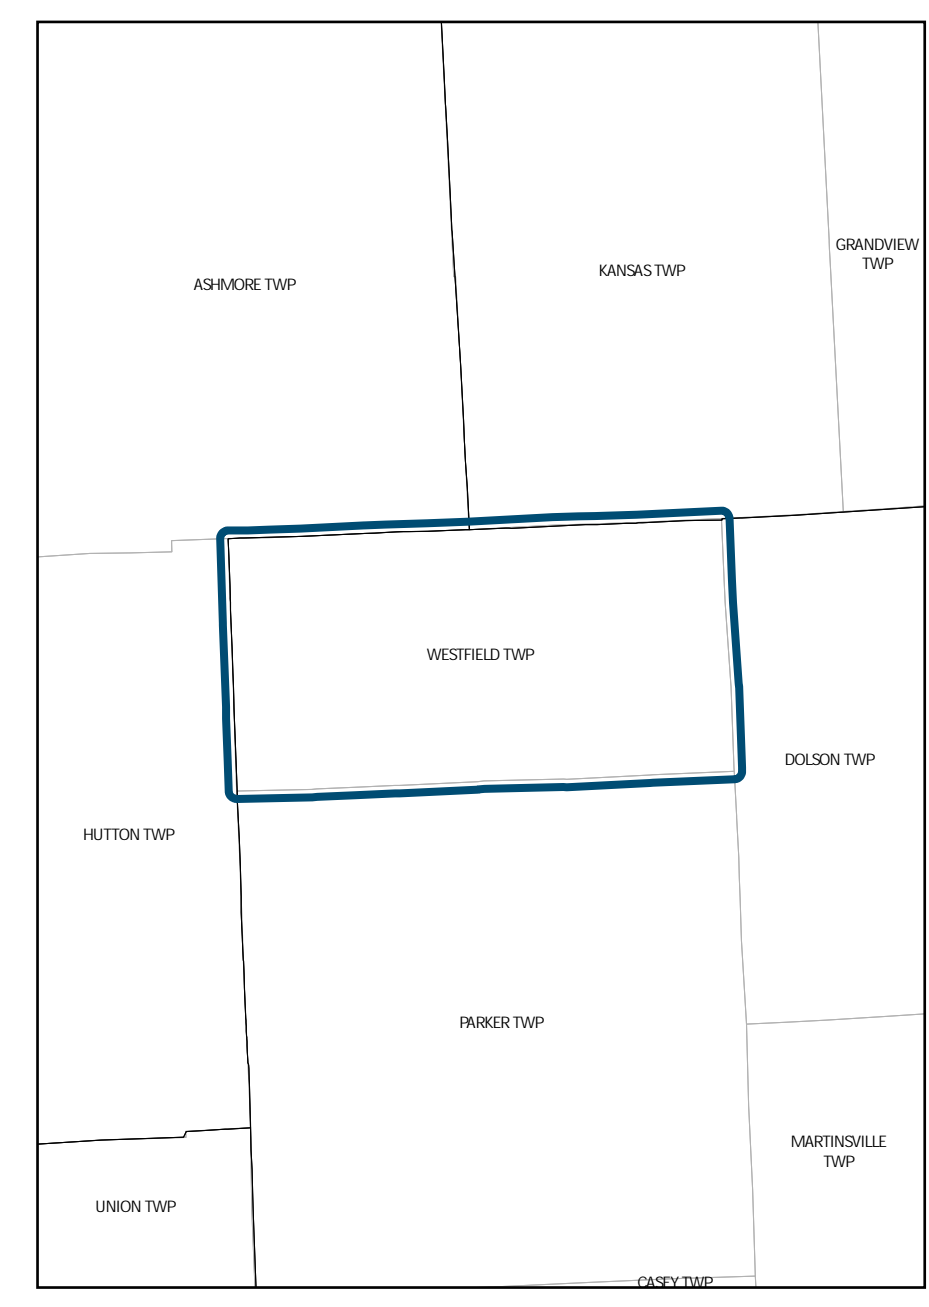 GRANDVIEW
TWP
KANSAS TWP
ASHMORE TWP
WESTFIELD TWP
DOLSON TWP
HUTTON TWP
PARKER TWP
MARTINSVILLE
TWP
UNION TWP
CASEY TWP